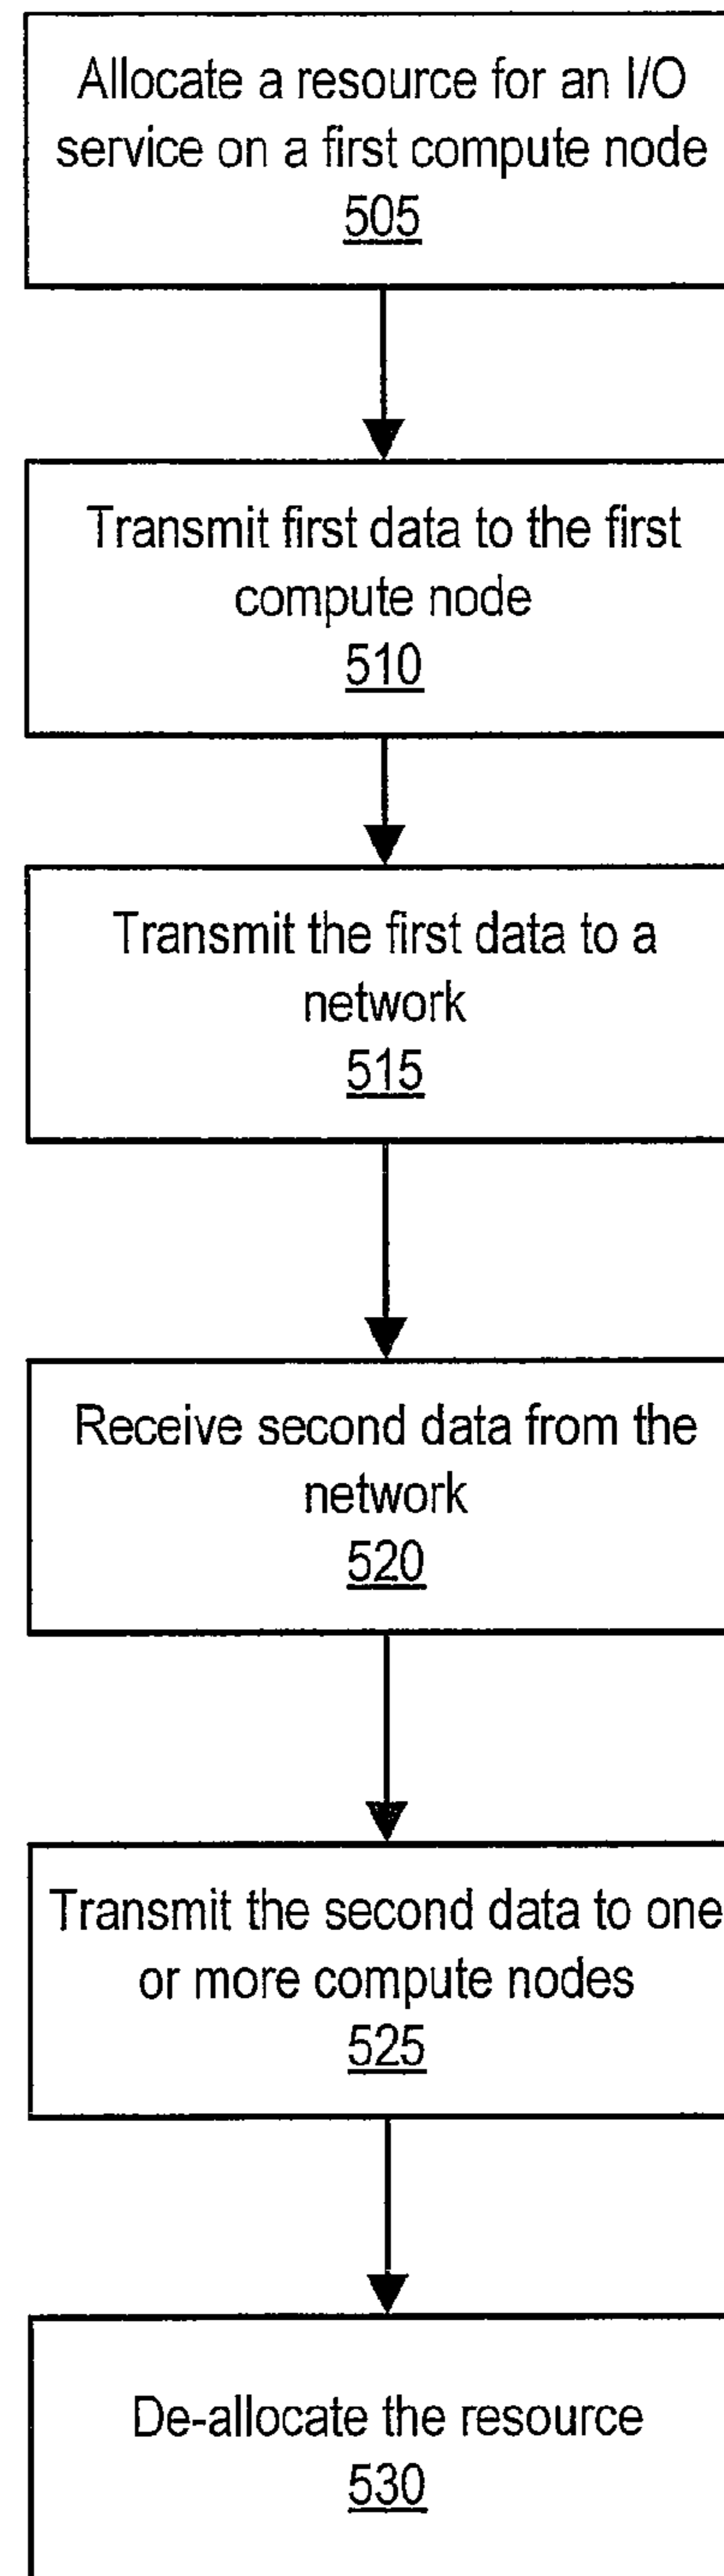 Allocate a resource for an I/O
service on a first compute node
505
Transmit first data to the first
compute node
510
Transmit the first data to a
network
515
Receive second data from the
network
520
Transmit the second data to one
or more compute nodes
525
De-allocate the resource
530